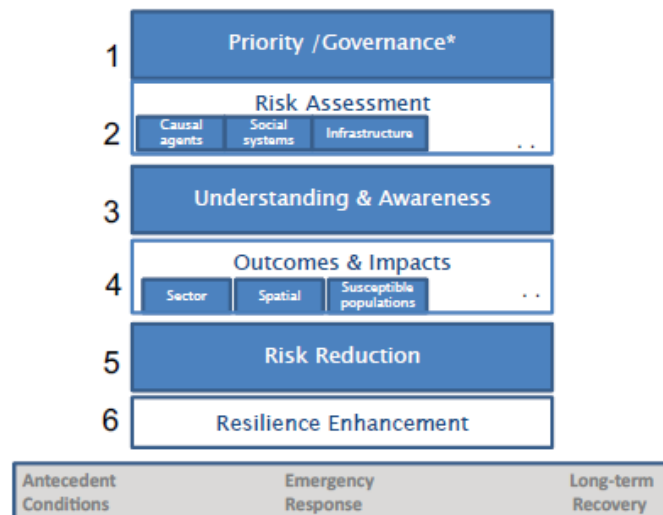 1
Priority /Governance*
2
Risk Assessment
Causal
agents
Social
systems
Infrastructure
. .
3
Understanding & Awareness
4
Outcomes & Impacts
Sector
Spatial
Susceptible
populations
. .
5
Risk Reduction
6
Resilience Enhancement
Antecedent
Conditions
Emergency
Response
Long-term
Recovery